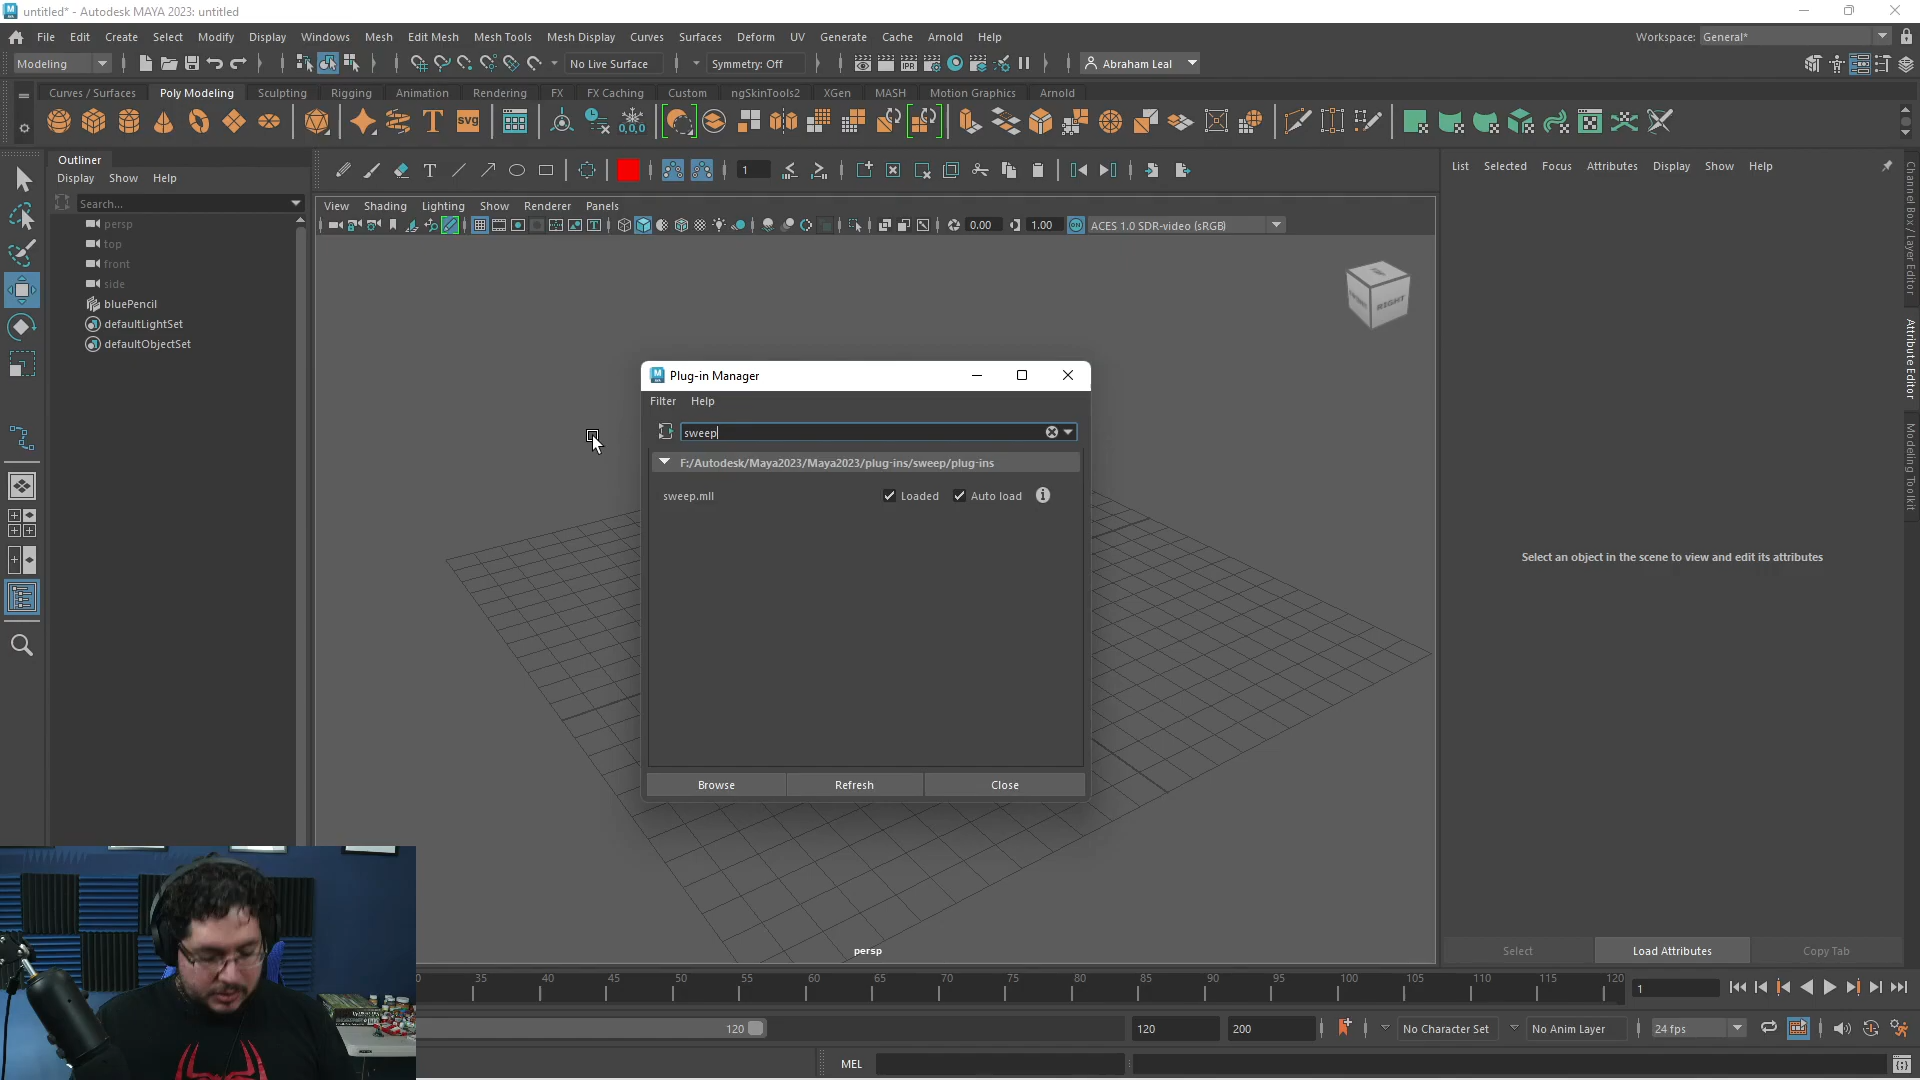 untitled* - Autodesk MAYA 2023: untitled
File Edit Create Select Modify Display Windows Mesh Edit Mesh Mesh Tools Mesh Display Curves Surfaces Deform UV Generate Cache Arnold Help
Workspace: General*
Modeling
No Live Surface
Symmetry: Off
IPR
Abraham Leal
Curves / Surfaces Poly Modeling Sculpting Rigging Animation Rendering FX FX Caching Custom ngSkinTools2 XGen MASH Motion Graphics Arnold
T
SVG
0,0,0
Outliner
Display Show Help
Search...
persp
top
front
side
bluePencil
defaultLightSet
defaultObjectSet
T
1
View Shading Lighting Show Renderer Panels
0.00
1.00
ON
ACES 1.0 SDR-video (sRGB)
RIGHT
Plug-in Manager
Filter Help
sweep
F:/Autodesk/Maya2023/Maya2023/plug-ins/sweep/plug-ins
sweep.mll
Loaded
Auto load
Browse
Refresh
Close
persp
List Selected Focus Attributes Display Show Help
Channel Box / Layer Editor
Attribute Editor
Modeling Toolkit
Select an object in the scene to view and edit its attributes
Select
Load Attributes
Copy Tab
35 40 45 50 55 60 65 70 75 80 85 90 95 100 105 110 115 120
1
120
120
200
No Character Set
No Anim Layer
24 fps
MEL